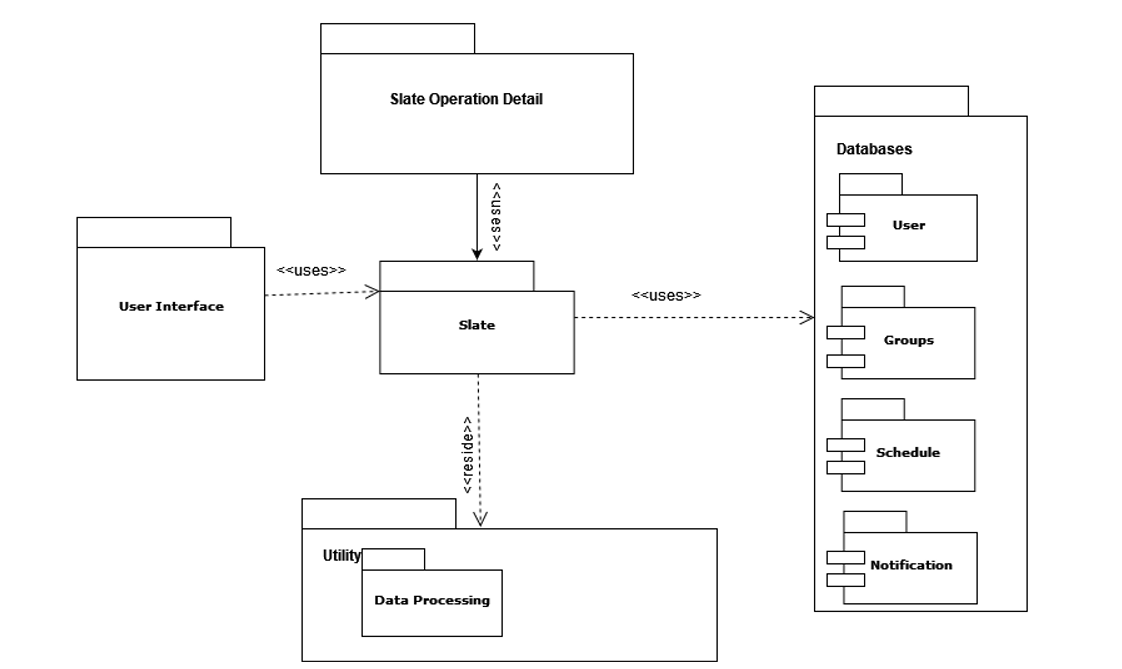 Slate Operation Detail
Databases
<<uses>>
User
<<uses>>
User Interface
<<uses>>
Slate
Groups
<<reside>>
Schedule
Utility
Data Processing
Notification